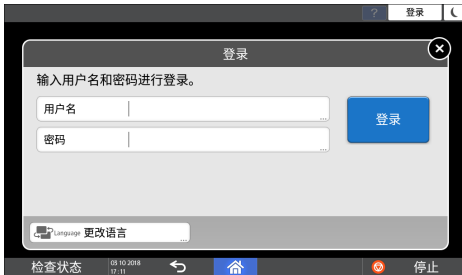 ? 登录
登录
输入用户名和密码进行登录。
用户名
登录
密码
Language 更改语言
检查状态
03 10 2018
17:11
停止